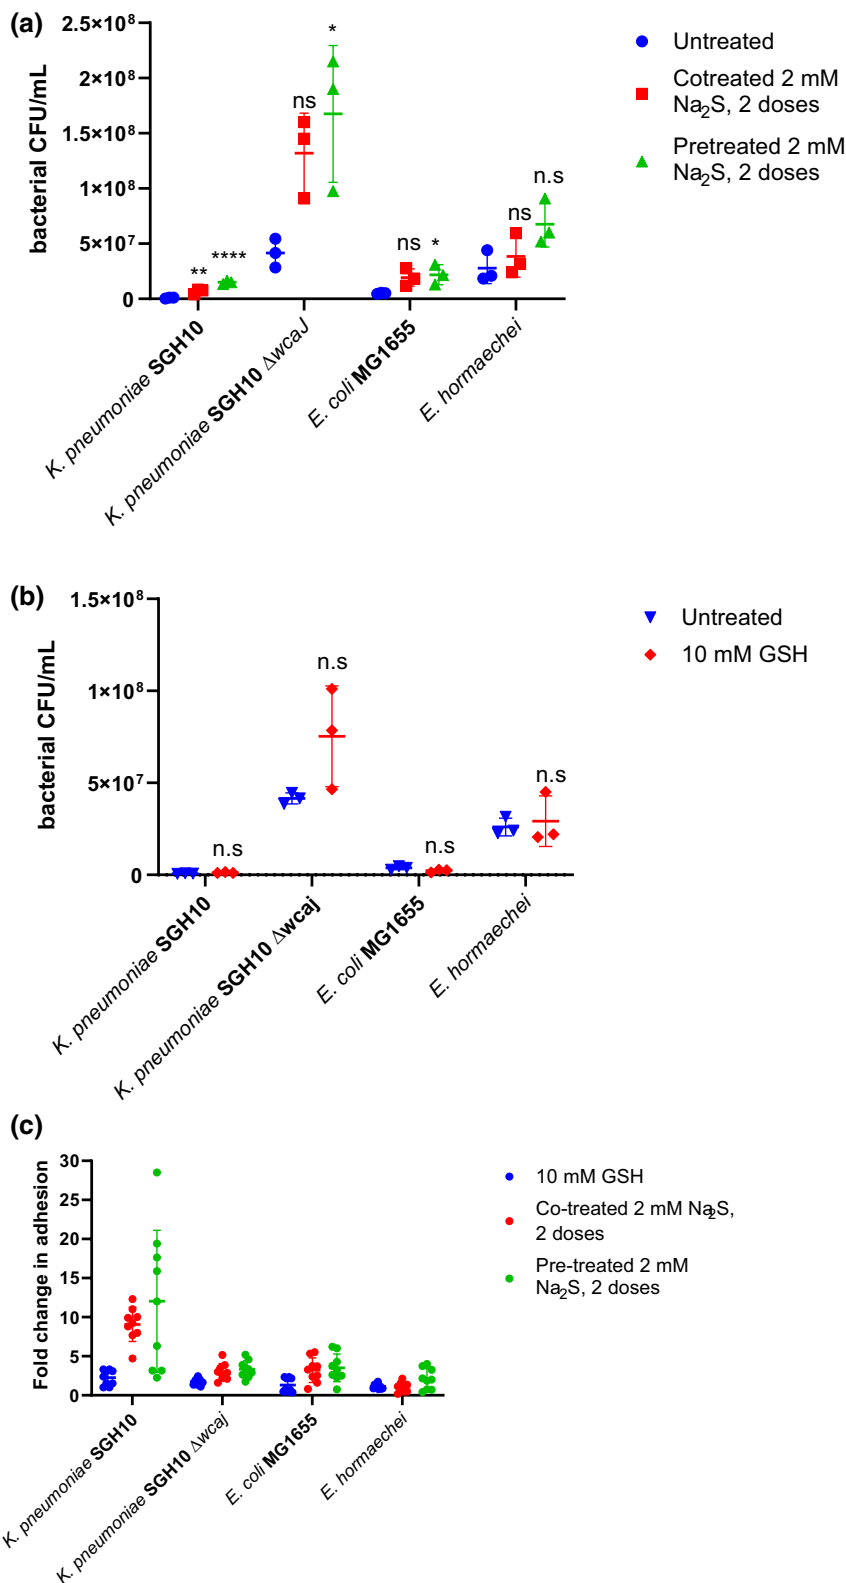 (a)
bacterial CFU/mL
2.5×10⁸
2×10⁸
1.5×10⁸
1×10⁸
5×10⁷
0
**
****
ns
*
ns
*
ns
n.s
K. pneumoniae SGH10
K. pneumoniae SGH10 ΔwcaJ
E. coli MG1655
E. hormaechei
Untreated
Cotreated 2 mM
Na₂S, 2 doses
Pretreated 2 mM
Na₂S, 2 doses
(b)
bacterial CFU/mL
1.5×10⁸
1×10⁸
5×10⁷
0
n.s
n.s
n.s
n.s
K. pneumoniae SGH10
K. pneumoniae SGH10 Δwcaj
E. coli MG1655
E. hormaechei
Untreated
10 mM GSH
(c)
Fold change in adhesion
30
25
20
15
10
5
0
K. pneumoniae SGH10
K. pneumoniae SGH10 Δwcaj
E. coli MG1655
E. hormaechei
10 mM GSH
Co-treated 2 mM Na₂S,
2 doses
Pre-treated 2 mM
Na₂S, 2 doses